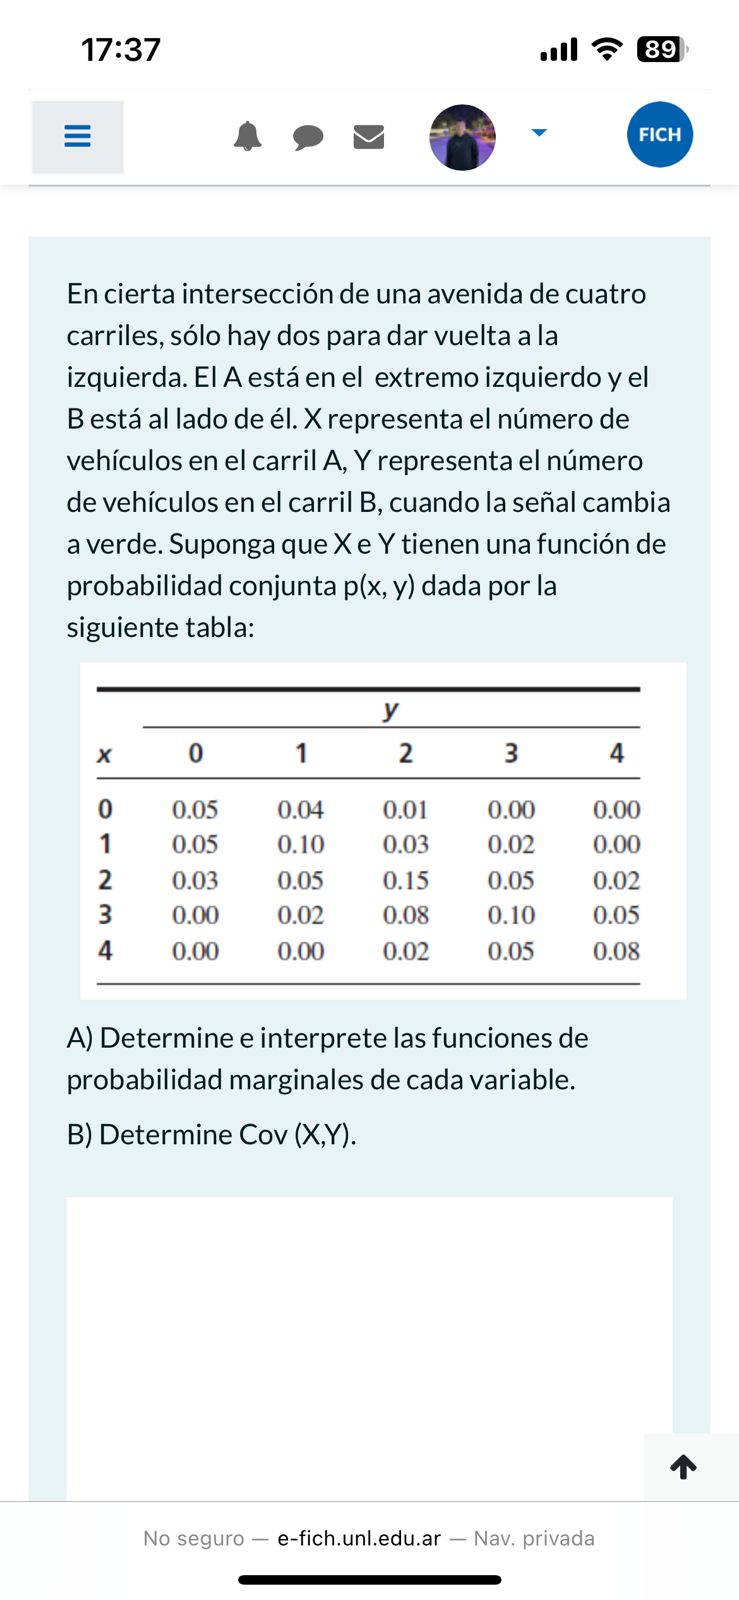 17:37
89
FICH
En cierta intersección de una avenida de cuatro
carriles, sólo hay dos para dar vuelta a la
izquierda. El A está en el extremo izquierdo y el
B está al lado de él. X representa el número de
vehículos en el carril A, Y representa el número
de vehículos en el carril B, cuando la señal cambia
a verde. Suponga que X e Y tienen una función de
probabilidad conjunta p(x, y) dada por la
siguiente tabla:
y
x 0 1 2 3 4
0 0.05 0.04 0.01 0.00 0.00
1 0.05 0.10 0.03 0.02 0.00
2 0.03 0.05 0.15 0.05 0.02
3 0.00 0.02 0.08 0.10 0.05
4 0.00 0.00 0.02 0.05 0.08
A) Determine e interprete las funciones de
probabilidad marginales de cada variable.
B) Determine Cov (X,Y).
No seguro — e-fich.unl.edu.ar — Nav. privada